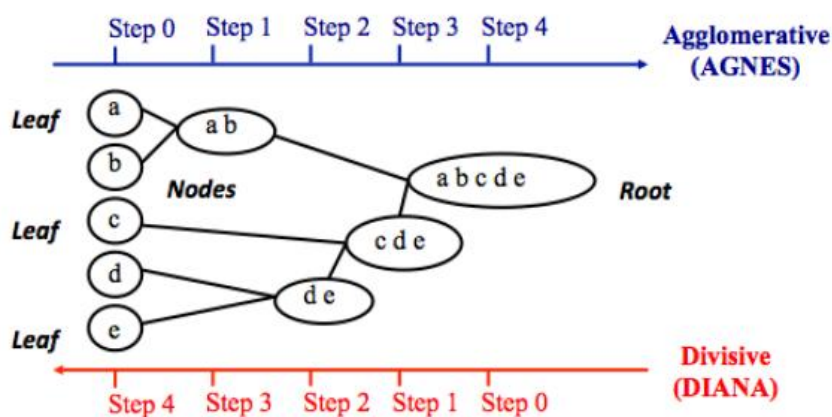 Step 0 Step 1 Step 2 Step 3 Step 4
Agglomerative
(AGNES)
Leaf
a
a b
b
Nodes
a b c d e
Root
Leaf
c
c d e
d
d e
Leaf
e
Divisive
(DIANA)
Step 4 Step 3 Step 2 Step 1 Step 0